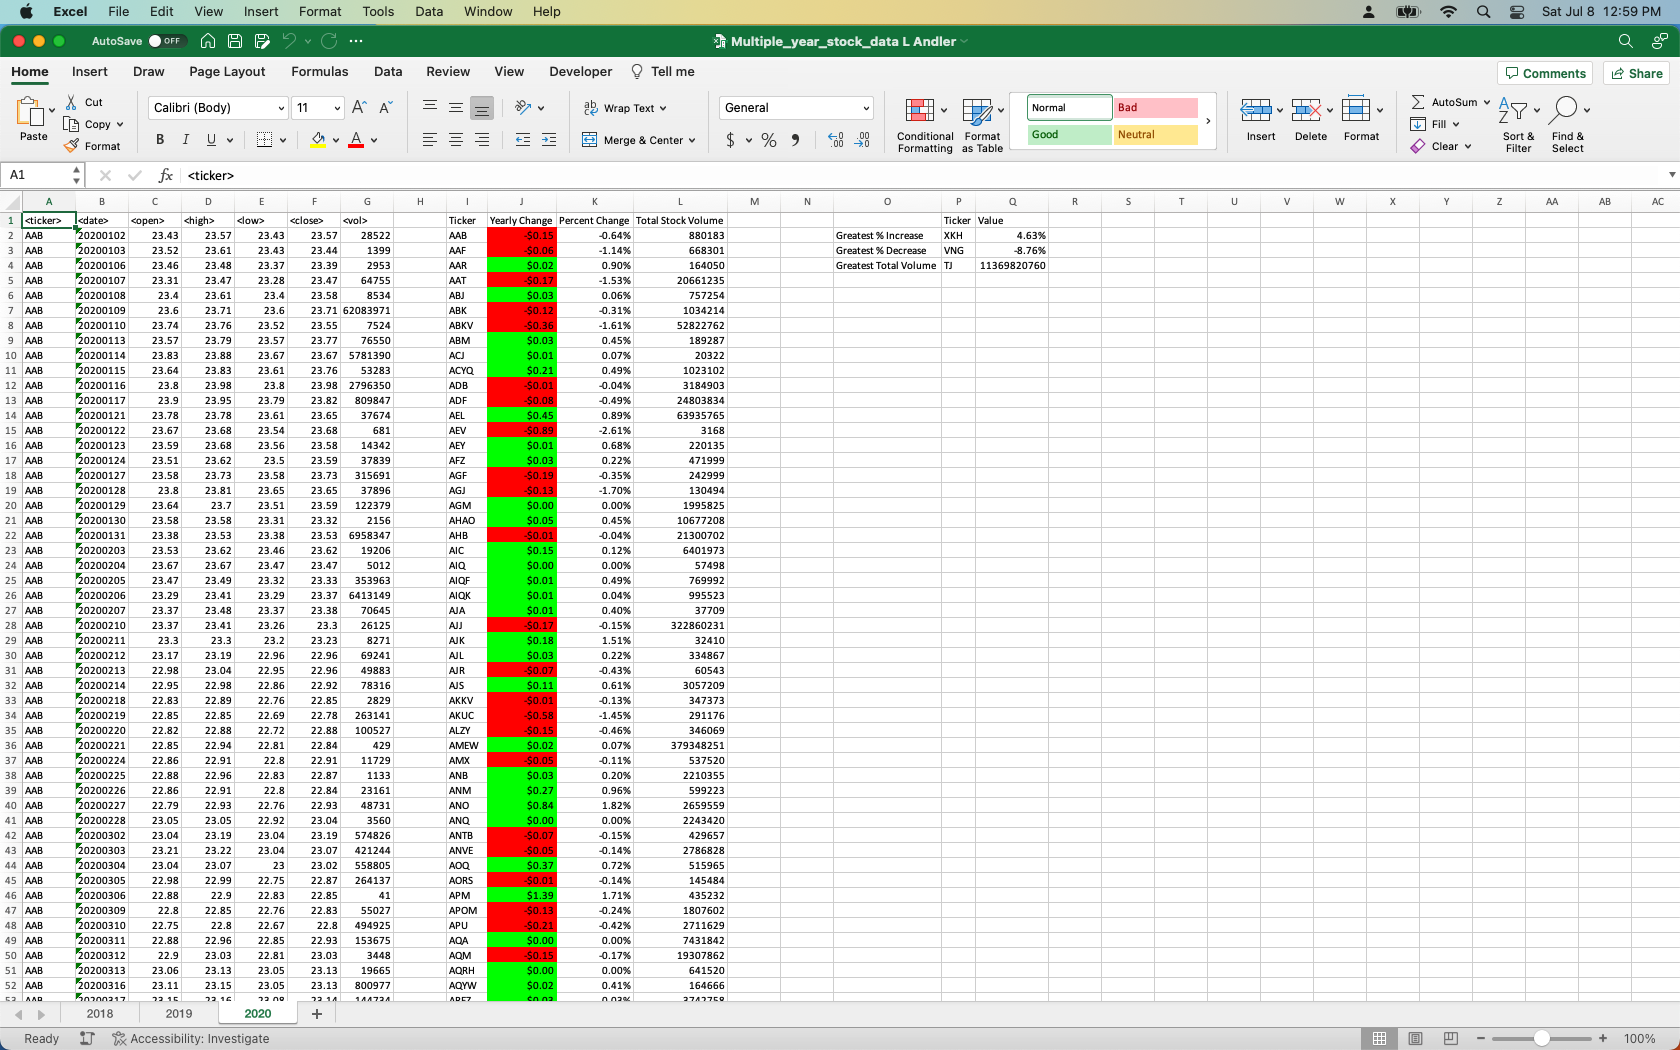 Excel File Edit View Insert Format Tools Data Window Help Sat Jul 8 12:59 PM
AutoSave OFF Multiple_year_stock_data L Andler
Home Insert Draw Page Layout Formulas Data Review View Developer Tell me Comments Share
Paste Cut Copy Format
Calibri (Body) 11 B I U A
Wrap Text Merge & Center
General $ % 9
Conditional Formatting Format as Table
Normal Bad Good Neutral
Insert Delete Format
AutoSum Fill Clear Sort & Filter Find & Select
A1 fx <ticker>
A B C D E F G H I J K L M N O P Q R S T U V W X Y Z AA AB AC
1 <ticker> <date> <open> <high> <low> <close> <vol> Ticker Yearly Change Percent Change Total Stock Volume Ticker Value
2 AAB 20200102 23.43 23.57 23.43 23.57 28522 AAB -$0.15 -0.64% 880183 Greatest % Increase XKH 4.63%
3 AAB 20200103 23.52 23.61 23.43 23.44 1399 AAF -$0.06 -1.14% 668301 Greatest % Decrease VNG -8.76%
4 AAB 20200106 23.46 23.48 23.37 23.39 2953 AAR $0.02 0.90% 164050 Greatest Total Volume TJ 11369820760
5 AAB 20200107 23.31 23.47 23.28 23.47 64755 AAT -$0.17 -1.53% 20661235
6 AAB 20200108 23.4 23.61 23.4 23.58 8534 ABJ $0.03 0.06% 757254
7 AAB 20200109 23.6 23.71 23.6 23.71 62083971 ABK -$0.12 -0.31% 1034214
8 AAB 20200110 23.74 23.76 23.52 23.55 7524 ABKV -$0.36 -1.61% 52822762
9 AAB 20200113 23.57 23.79 23.57 23.77 76550 ABM $0.03 0.45% 189287
10 AAB 20200114 23.83 23.88 23.67 23.67 5781390 ACJ $0.01 0.07% 20322
11 AAB 20200115 23.64 23.83 23.61 23.76 53283 ACYQ $0.21 0.49% 1023102
12 AAB 20200116 23.8 23.98 23.8 23.98 2796350 ADB -$0.01 -0.04% 3184903
13 AAB 20200117 23.9 23.95 23.79 23.82 809847 ADF -$0.08 -0.49% 24803834
14 AAB 20200121 23.78 23.78 23.61 23.65 37674 AEL $0.45 0.89% 63935765
15 AAB 20200122 23.67 23.68 23.54 23.68 681 AEV -$0.89 -2.61% 3168
16 AAB 20200123 23.59 23.68 23.56 23.58 14342 AEY $0.01 0.68% 220135
17 AAB 20200124 23.51 23.62 23.5 23.59 37839 AFZ $0.03 0.22% 471999
18 AAB 20200127 23.58 23.73 23.58 23.73 315691 AGF -$0.19 -0.35% 242999
19 AAB 20200128 23.8 23.81 23.65 23.65 37896 AGJ -$0.13 -1.70% 130494
20 AAB 20200129 23.64 23.7 23.51 23.59 122379 AGM $0.00 0.00% 1995825
21 AAB 20200130 23.58 23.58 23.31 23.32 2156 AHAO $0.05 0.45% 10677208
22 AAB 20200131 23.38 23.53 23.38 23.53 6958347 AHB -$0.01 -0.04% 21300702
23 AAB 20200203 23.53 23.62 23.46 23.62 19206 AIC $0.15 0.12% 6401973
24 AAB 20200204 23.67 23.67 23.47 23.47 5012 AIQ $0.00 0.00% 57498
25 AAB 20200205 23.47 23.49 23.32 23.33 353963 AIQF $0.01 0.49% 769992
26 AAB 20200206 23.29 23.41 23.29 23.37 6413149 AIQK $0.01 0.04% 995523
27 AAB 20200207 23.37 23.48 23.37 23.38 70645 AJA $0.01 0.40% 37709
28 AAB 20200210 23.37 23.41 23.26 23.3 26125 AJJ -$0.17 -0.15% 322860231
29 AAB 20200211 23.3 23.3 23.2 23.23 8271 AJK $0.18 1.51% 32410
30 AAB 20200212 23.17 23.19 22.96 22.96 69241 AJL $0.03 0.22% 334867
31 AAB 20200213 22.98 23.04 22.95 22.96 49883 AJR -$0.07 -0.43% 60543
32 AAB 20200214 22.95 22.98 22.86 22.92 78316 AJS $0.11 0.61% 3057209
33 AAB 20200218 22.83 22.89 22.76 22.85 2829 AKKV -$0.01 -0.13% 347373
34 AAB 20200219 22.85 22.85 22.69 22.78 263141 AKUC -$0.58 -1.45% 291176
35 AAB 20200220 22.82 22.88 22.72 22.88 100527 ALZY -$0.15 -0.46% 346069
36 AAB 20200221 22.85 22.94 22.81 22.84 429 AMEW $0.02 0.07% 379348251
37 AAB 20200224 22.86 22.91 22.8 22.91 11729 AMX -$0.05 -0.11% 537520
38 AAB 20200225 22.88 22.96 22.83 22.87 1133 ANB $0.03 0.20% 2210355
39 AAB 20200226 22.86 22.91 22.8 22.84 23161 ANM $0.27 0.96% 599223
40 AAB 20200227 22.79 22.93 22.76 22.93 48731 ANO $0.84 1.82% 2659559
41 AAB 20200228 23.05 23.05 22.92 23.04 3560 ANQ $0.00 0.00% 2243420
42 AAB 20200302 23.04 23.19 23.04 23.19 574826 ANTB -$0.07 -0.15% 429657
43 AAB 20200303 23.21 23.22 23.04 23.07 421244 ANVE -$0.05 -0.14% 2786828
44 AAB 20200304 23.04 23.07 23 23.02 558805 AOQ $0.37 0.72% 515965
45 AAB 20200305 22.98 22.99 22.75 22.87 264137 AORS -$0.01 -0.14% 145484
46 AAB 20200306 22.88 22.9 22.83 22.85 41 APM $1.39 1.71% 435232
47 AAB 20200309 22.8 22.85 22.76 22.83 55027 APOM -$0.13 -0.24% 1807602
48 AAB 20200310 22.75 22.8 22.67 22.8 494925 APU -$0.21 -0.42% 2711629
49 AAB 20200311 22.88 22.96 22.85 22.93 153675 AQA $0.00 0.00% 7431842
50 AAB 20200312 22.9 23.03 22.81 23.03 3448 AQM -$0.15 -0.17% 19307862
51 AAB 20200313 23.06 23.13 23.05 23.13 19665 AQRH $0.00 0.00% 641520
52 AAB 20200316 23.11 23.15 23.05 23.13 800977 AQYW $0.02 0.41% 164666
53 AAB 20200317 23.15 23.16 23.08 23.14 144734
2018 2019 2020 +
Ready Accessibility: Investigate 100%